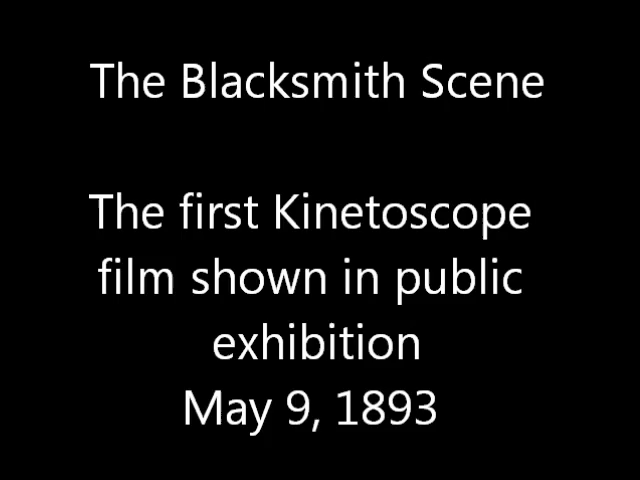 The Blacksmith Scene
The first Kinetoscope
film shown in public
exhibition
May 9, 1893